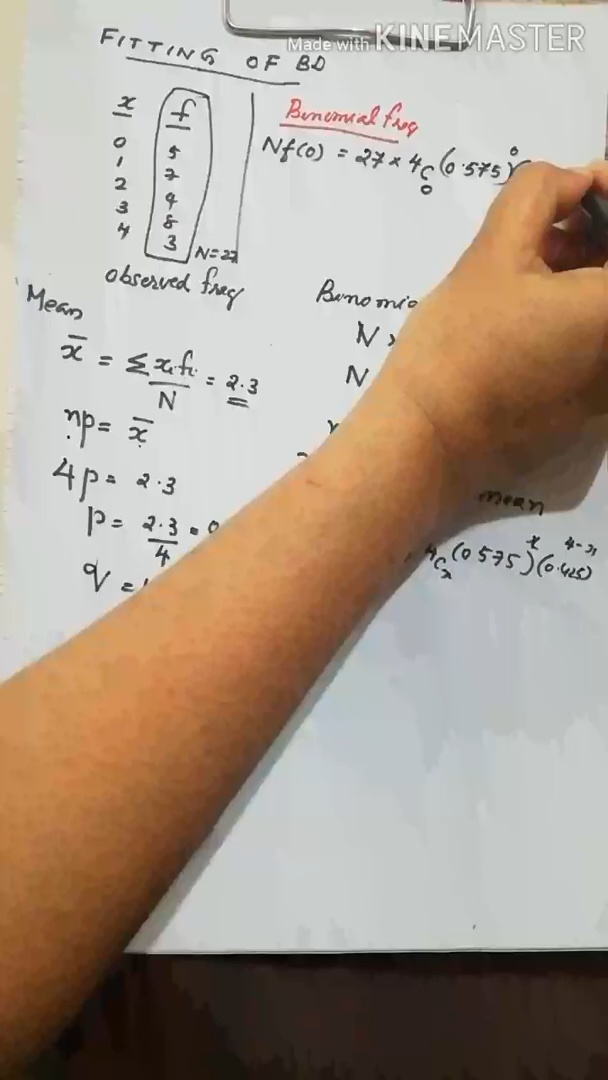 Made with KINEMASTER
FITTING OF BD
x f
0 5
1 7
2 4
3 8
4 3 N=27
observed freq
Binomial freq
Nf(0) = 27 × 4C0 (0.575)^0
Mean
x̄ = Σ xifi / N = 2.3
np = x̄
4p = 2.3
p = 2.3 / 4 =
q =
N
N
mean
4Cx (0.575)^x (0.425)^4-x